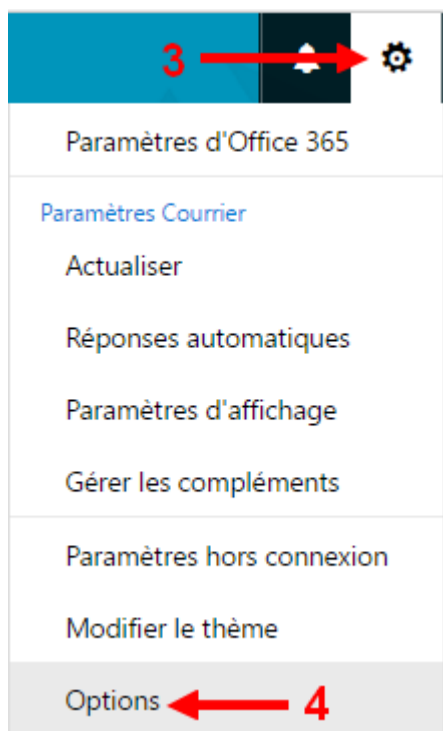 3
Paramètres d'Office 365
Paramètres Courrier
Actualiser
Réponses automatiques
Paramètres d'affichage
Gérer les compléments
Paramètres hors connexion
Modifier le thème
Options 4